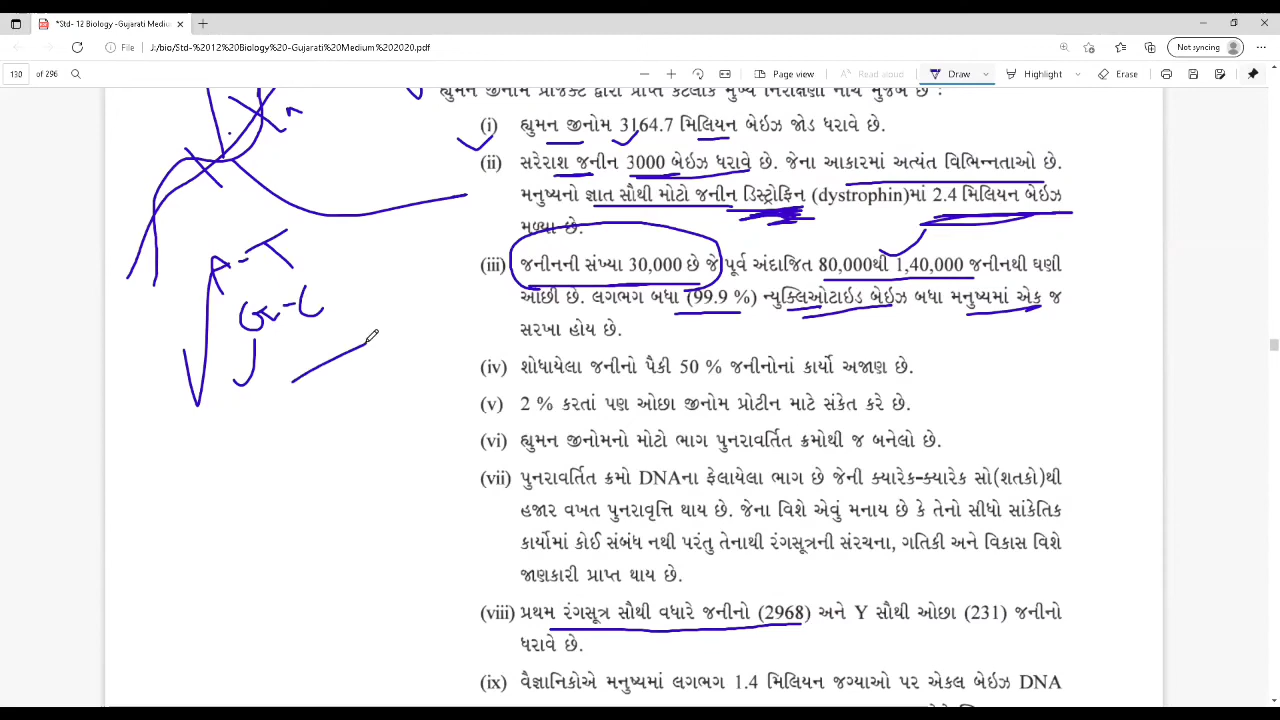 *Std- 12 Biology -Gujarati Medium
File J:/bio/Std-%2012%20Biology%20-Gujarati%20Medium%202020.pdf Not syncing
130 of 296 Page view Read aloud Draw Highlight Erase
હ્યુમન જીનોમ પ્રોજેક્ટ દ્વારા પ્રાપ્ત કેટલાંક મુખ્ય નિરીક્ષણો નીચે મુજબ છે :
(i) હ્યુમન જીનોમ 3164.7 મિલિયન બેઇઝ જોડ ધરાવે છે.
(ii) સરેરાશ જનીન 3000 બેઇઝ ધરાવે છે. જેના આકારમાં અત્યંત વિભિન્નતાઓ છે.
મનુષ્યનો જ્ઞાત સૌથી મોટો જનીન ડિસ્ટ્રોફિન (dystrophin)માં 2.4 મિલિયન બેઇઝ
મળ્યા છે.
(iii) જનીનની સંખ્યા 30,000 છે જે પૂર્વ અંદાજિત 80,000થી 1,40,000 જનીનથી ઘણી
ઓછી છે. લગભગ બધા (99.9 %) ન્યુક્લિઓટાઇડ બેઇઝ બધા મનુષ્યમાં એક જ
સરખા હોય છે.
A-T
G-C
(iv) શોધાયેલા જનીનો પૈકી 50 % જનીનોનાં કાર્યો અજાણ છે.
(v) 2 % કરતાં પણ ઓછા જીનોમ પ્રોટીન માટે સંકેત કરે છે.
(vi) હ્યુમન જીનોમનો મોટો ભાગ પુનરાવર્તિત ક્રમોથી જ બનેલો છે.
(vii) પુનરાવર્તિત ક્રમો DNAના ફેલાયેલા ભાગ છે જેની ક્યારેક-ક્યારેક સો(શતકો)થી
હજાર વખત પુનરાવૃત્તિ થાય છે. જેના વિશે એવું મનાય છે કે તેનો સીધો સાંકેતિક
કાર્યોમાં કોઈ સંબંધ નથી પરંતુ તેનાથી રંગસૂત્રની સંરચના, ગતિકી અને વિકાસ વિશે
જાણકારી પ્રાપ્ત થાય છે.
(viii) પ્રથમ રંગસૂત્ર સૌથી વધારે જનીનો (2968) અને Y સૌથી ઓછા (231) જનીનો
ધરાવે છે.
(ix) વૈજ્ઞાનિકોએ મનુષ્યમાં લગભગ 1.4 મિલિયન જગ્યાઓ પર એકલ બેઇઝ DNA